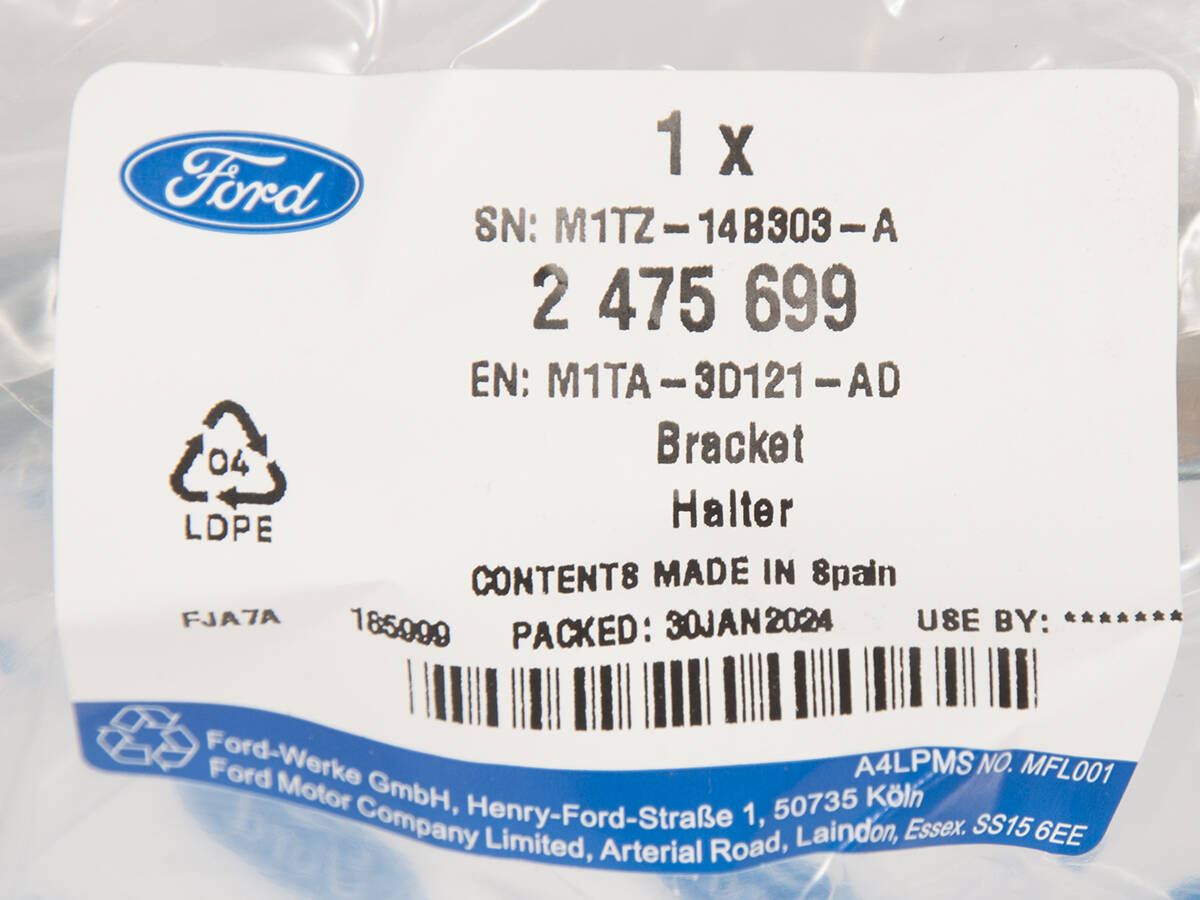 Ford
1 x
SN: M1TZ-14B303-A
2 475 699
EN: M1TA-3D121-AD
Bracket
Halter
04
LDPE
CONTENTS MADE IN Spain
FJA7A 185999 PACKED: 30JAN2024 USE BY: *******
A4LPMS NO. MFL001
Ford-Werke GmbH, Henry-Ford-Straße 1, 50735 Köln
Ford Motor Company Limited, Arterial Road, Laindon, Essex. SS15 6EE